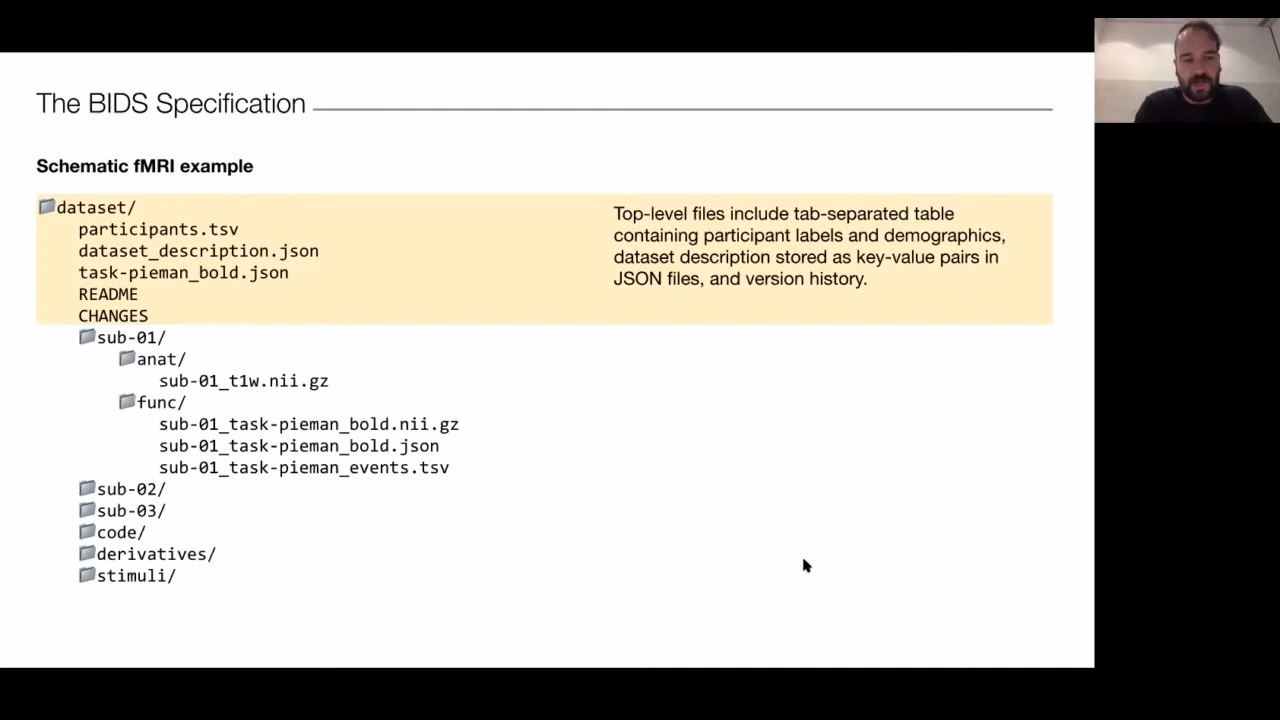 The BIDS Specification
Schematic fMRI example
dataset/
participants.tsv
dataset_description.json
task-pieman_bold.json
README
CHANGES
Top-level files include tab-separated table
containing participant labels and demographics,
dataset description stored as key-value pairs in
JSON files, and version history.
sub-01/
anat/
sub-01_t1w.nii.gz
func/
sub-01_task-pieman_bold.nii.gz
sub-01_task-pieman_bold.json
sub-01_task-pieman_events.tsv
sub-02/
sub-03/
code/
derivatives/
stimuli/